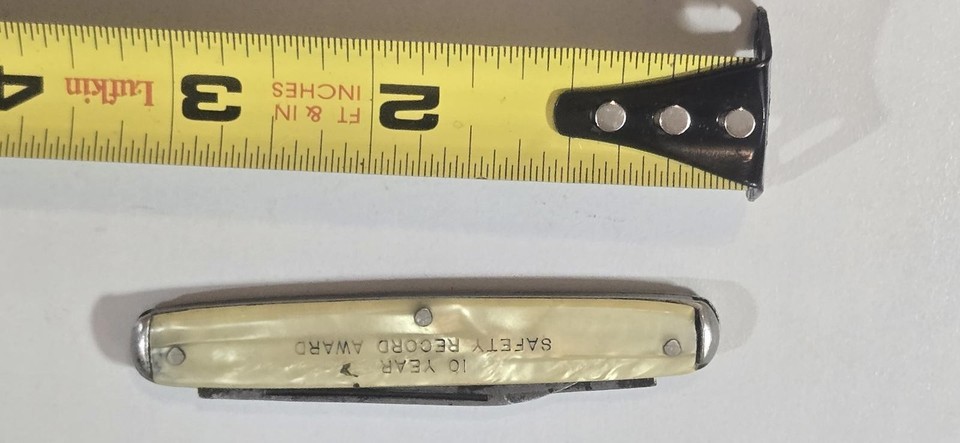 2
FT & IN
INCHES
3
Lufkin
4
10 YEAR
SAFETY RECORD AWARD